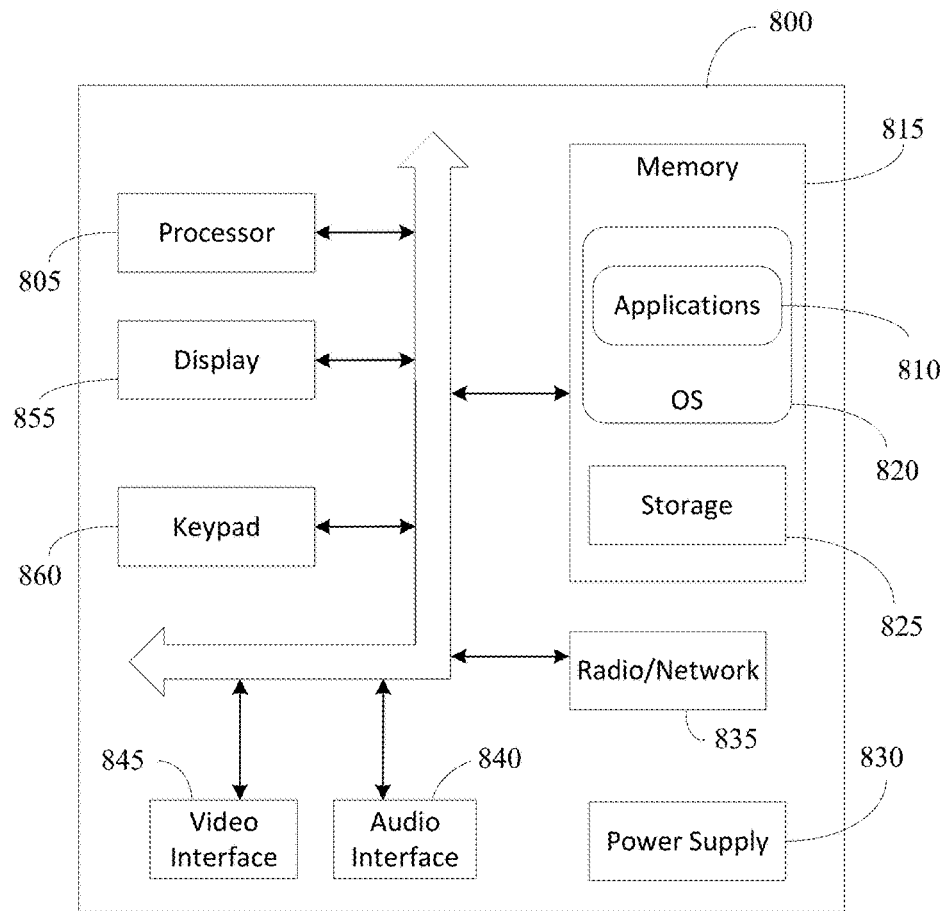 800
815
Memory
Processor
805
Applications
Display
810
855
OS
820
Storage
Keypad
860
825
Radio/Network
835
845
840
830
Video
Interface
Audio
Interface
Power Supply